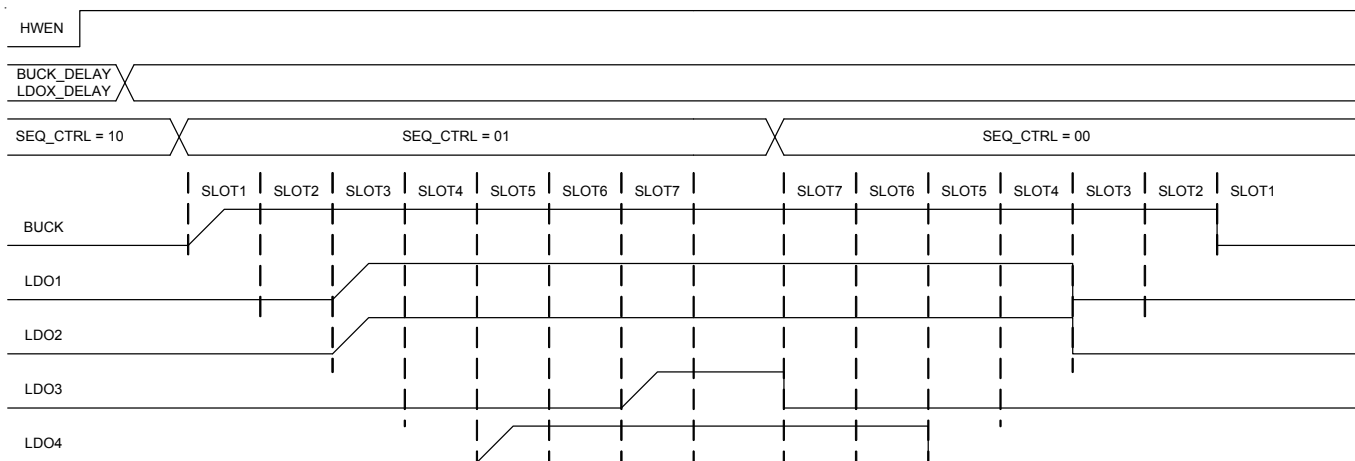 HWEN
BUCK_DELAY
LDOX_DELAY
SEQ_CTRL = 10 SEQ_CTRL = 01 SEQ_CTRL = 00
SLOT1 SLOT2 SLOT3 SLOT4 SLOT5 SLOT6 SLOT7 SLOT7 SLOT6 SLOT5 SLOT4 SLOT3 SLOT2 SLOT1
BUCK
LDO1
LDO2
LDO3
LDO4